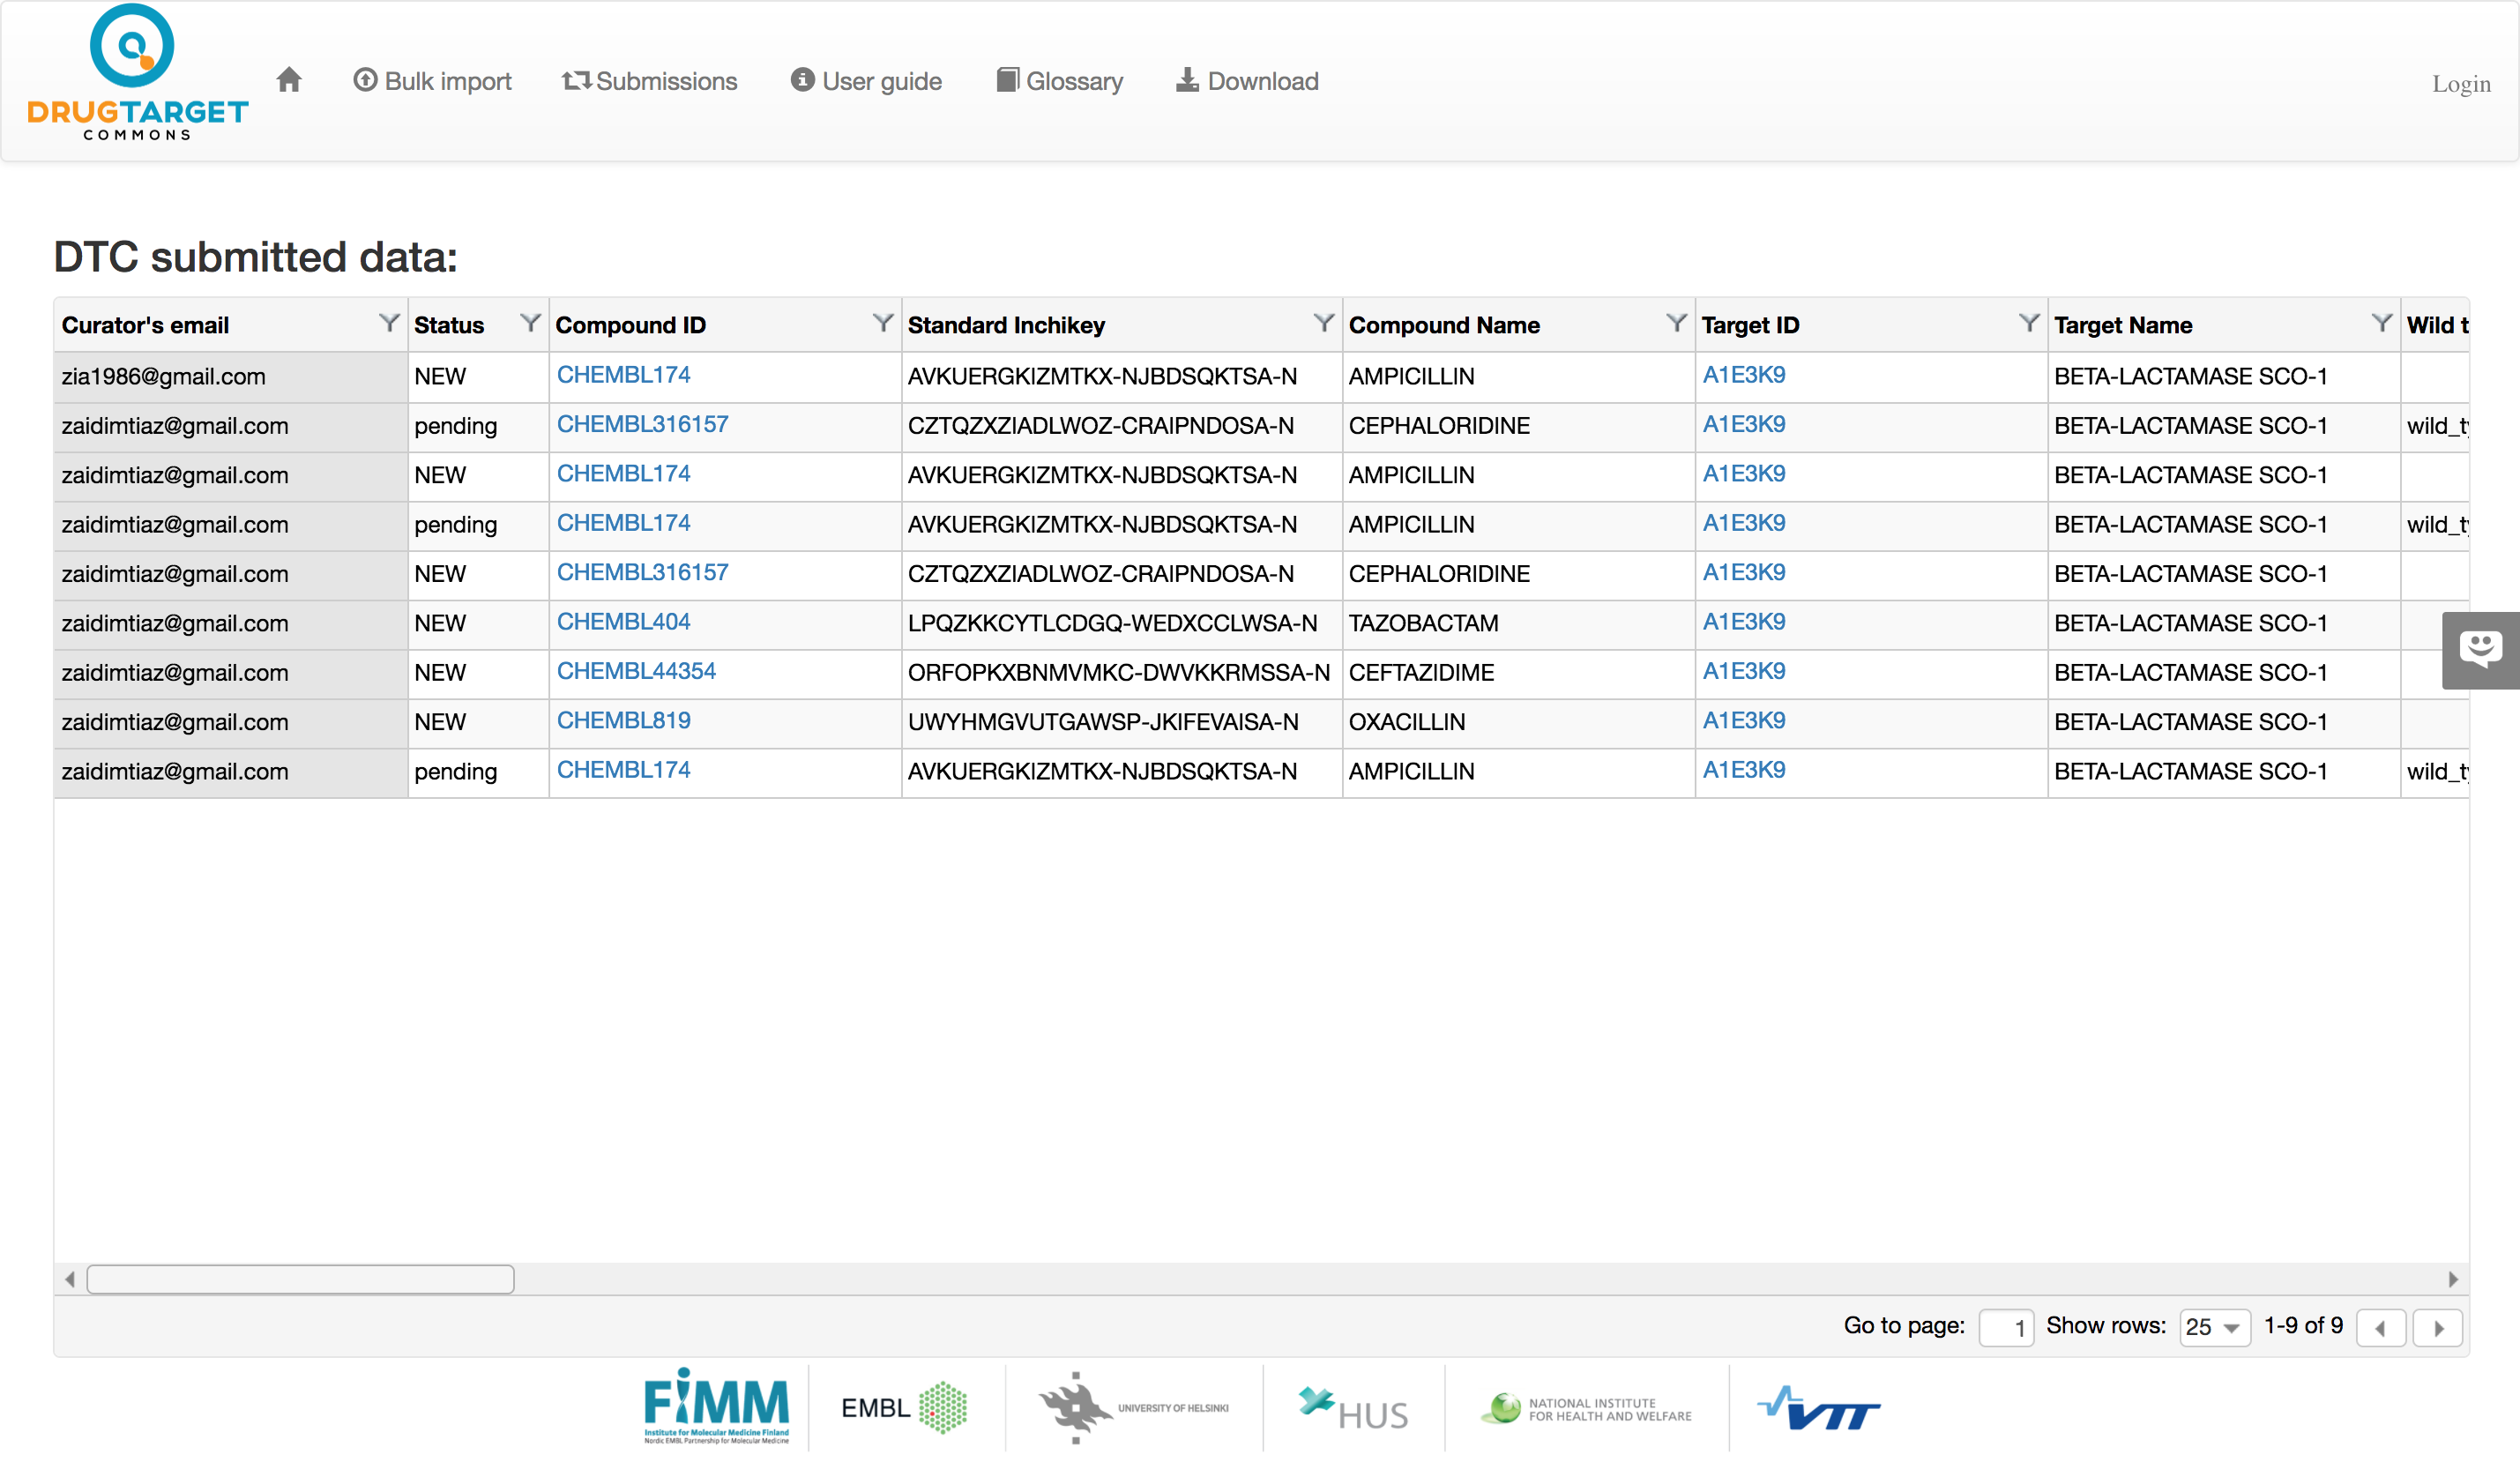 DRUGTARGET
COMMONS
Bulk import
Submissions
User guide
Glossary
Download
Login
DTC submitted data:
Curator's email Status Compound ID Standard Inchikey Compound Name Target ID Target Name Wild t
zia1986@gmail.com NEW CHEMBL174 AVKUERGKIZMTKX-NJBDSQKTSA-N AMPICILLIN A1E3K9 BETA-LACTAMASE SCO-1
zaidimtiaz@gmail.com pending CHEMBL316157 CZTQZXZIADLWOZ-CRAIPNDOSA-N CEPHALORIDINE A1E3K9 BETA-LACTAMASE SCO-1 wild_ty
zaidimtiaz@gmail.com NEW CHEMBL174 AVKUERGKIZMTKX-NJBDSQKTSA-N AMPICILLIN A1E3K9 BETA-LACTAMASE SCO-1
zaidimtiaz@gmail.com pending CHEMBL174 AVKUERGKIZMTKX-NJBDSQKTSA-N AMPICILLIN A1E3K9 BETA-LACTAMASE SCO-1 wild_ty
zaidimtiaz@gmail.com NEW CHEMBL316157 CZTQZXZIADLWOZ-CRAIPNDOSA-N CEPHALORIDINE A1E3K9 BETA-LACTAMASE SCO-1
zaidimtiaz@gmail.com NEW CHEMBL404 LPQZKKCYTLCDGQ-WEDXCCLWSA-N TAZOBACTAM A1E3K9 BETA-LACTAMASE SCO-1
zaidimtiaz@gmail.com NEW CHEMBL44354 ORFOPKXBNMVMKC-DWVKKRMSSA-N CEFTAZIDIME A1E3K9 BETA-LACTAMASE SCO-1
zaidimtiaz@gmail.com NEW CHEMBL819 UWYHMGVUTGAWSP-JKIFEVAISA-N OXACILLIN A1E3K9 BETA-LACTAMASE SCO-1
zaidimtiaz@gmail.com pending CHEMBL174 AVKUERGKIZMTKX-NJBDSQKTSA-N AMPICILLIN A1E3K9 BETA-LACTAMASE SCO-1 wild_ty
Go to page: 1 Show rows: 25 1-9 of 9
FiMM
Institute for Molecular Medicine Finland
Nordic EMBL Partnership for Molecular Medicine
EMBL
UNIVERSITY OF HELSINKI
HUS
NATIONAL INSTITUTE
FOR HEALTH AND WELFARE
VTT